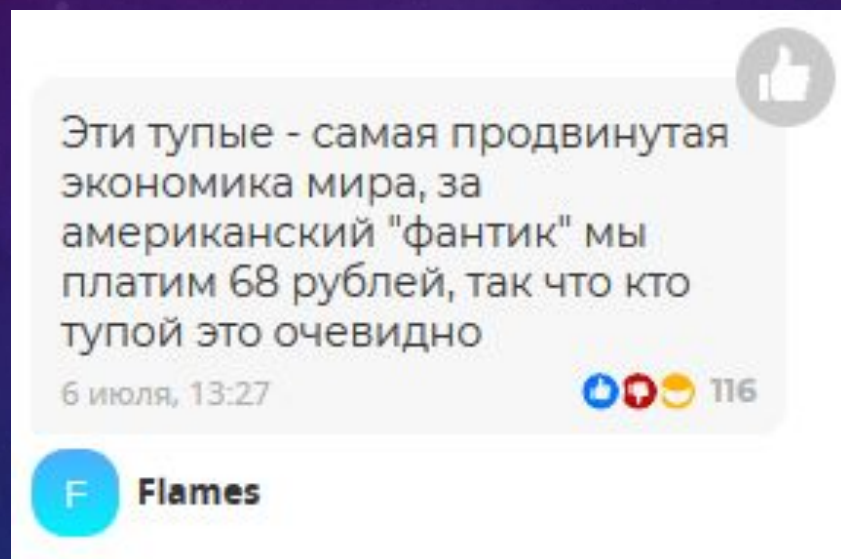 Эти тупые - самая продвинутая
экономика мира, за
американский "фантик" мы
платим 68 рублей, так что кто
тупой это очевидно
6 июля, 13:27 116
F Flames